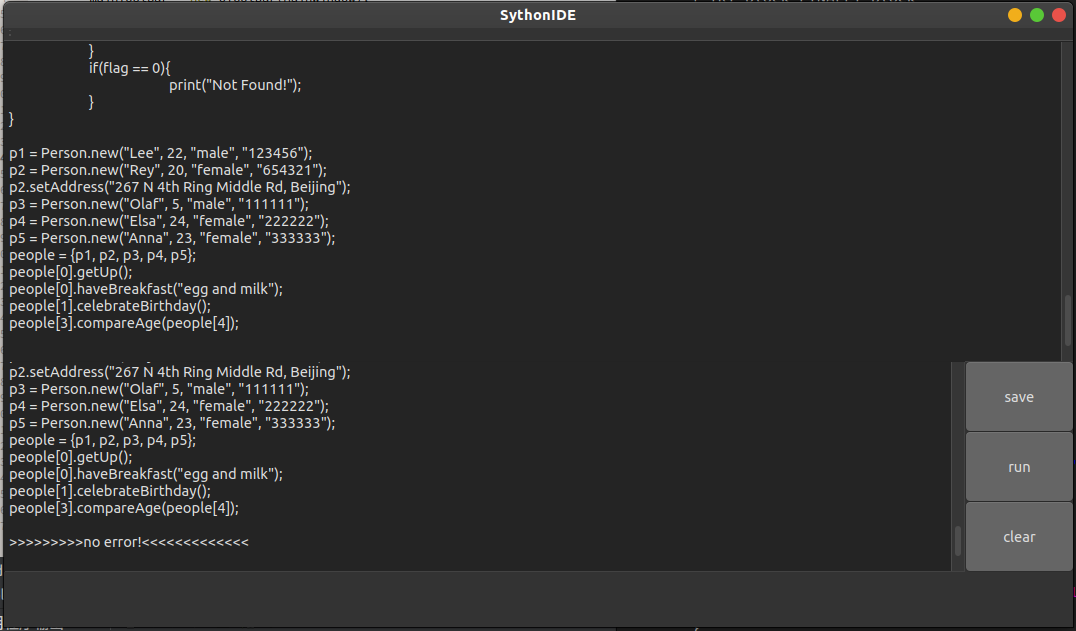 SythonIDE
}
if(flag == 0){
print("Not Found!");
}
}
p1 = Person.new("Lee", 22, "male", "123456");
p2 = Person.new("Rey", 20, "female", "654321");
p2.setAddress("267 N 4th Ring Middle Rd, Beijing");
p3 = Person.new("Olaf", 5, "male", "111111");
p4 = Person.new("Elsa", 24, "female", "222222");
p5 = Person.new("Anna", 23, "female", "333333");
people = {p1, p2, p3, p4, p5};
people[0].getUp();
people[0].haveBreakfast("egg and milk");
people[1].celebrateBirthday();
people[3].compareAge(people[4]);
p2.setAddress("267 N 4th Ring Middle Rd, Beijing");
p3 = Person.new("Olaf", 5, "male", "111111");
p4 = Person.new("Elsa", 24, "female", "222222");
p5 = Person.new("Anna", 23, "female", "333333");
people = {p1, p2, p3, p4, p5};
people[0].getUp();
people[0].haveBreakfast("egg and milk");
people[1].celebrateBirthday();
people[3].compareAge(people[4]);
>>>>>>>>>no error!<<<<<<<<<<<<<
save
run
clear